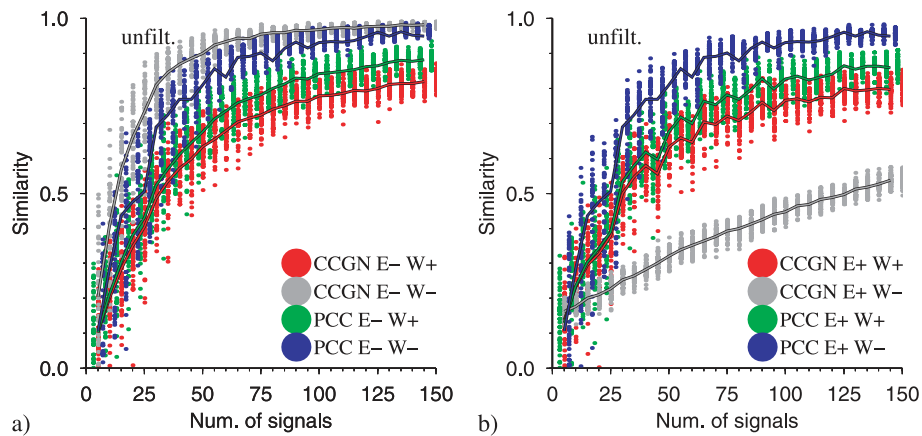 1.0
unfilt.
Similarity
0.5
CCGN E− W+
CCGN E− W−
PCC E− W+
PCC E− W−
0.0
0 25 50 75 100 125 150
Num. of signals
a)
1.0
unfilt.
Similarity
0.5
CCGN E+ W+
CCGN E+ W−
PCC E+ W+
PCC E+ W−
0.0
0 25 50 75 100 125 150
Num. of signals
b)